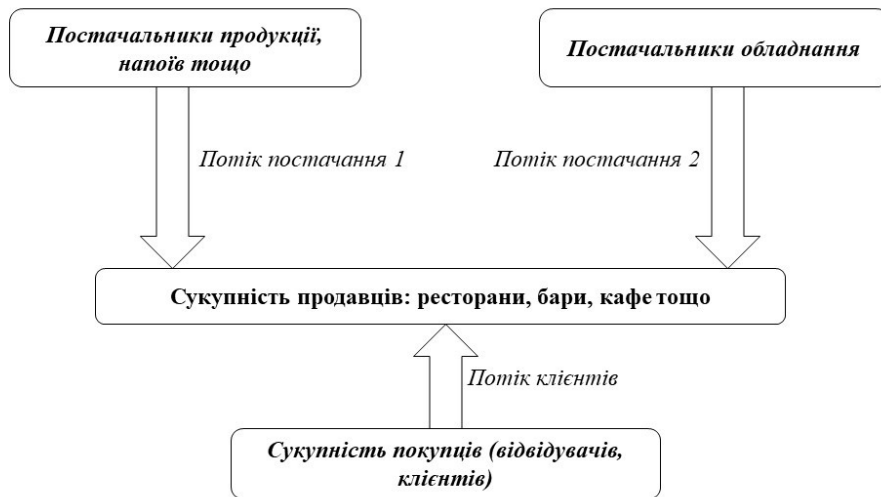 Постачальники продукції,
напоїв тощо
Постачальники обладнання
Потік постачання 1
Потік постачання 2
Сукупність продавців: ресторани, бари, кафе тощо
Потік клієнтів
Сукупність покупців (відвідувачів,
клієнтів)